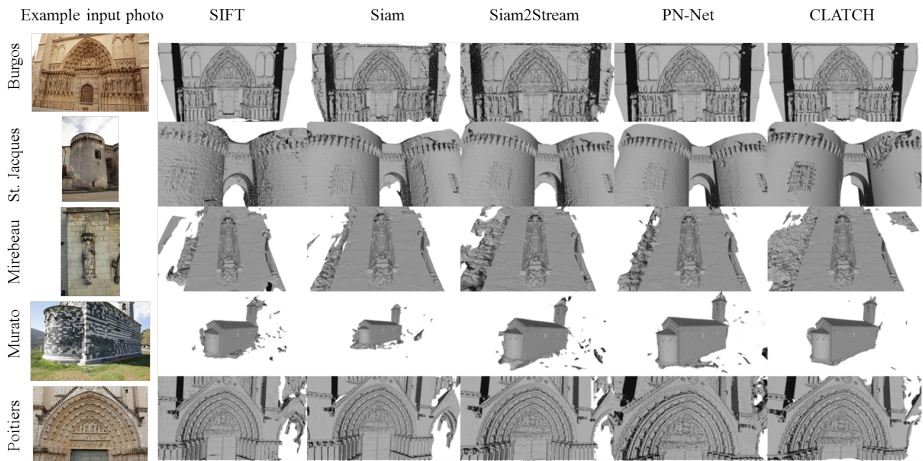 Example input photo SIFT Siam Siam2Stream PN-Net CLATCH
Burgos
St. Jacques
Mirebeau
Murato
Poitiers